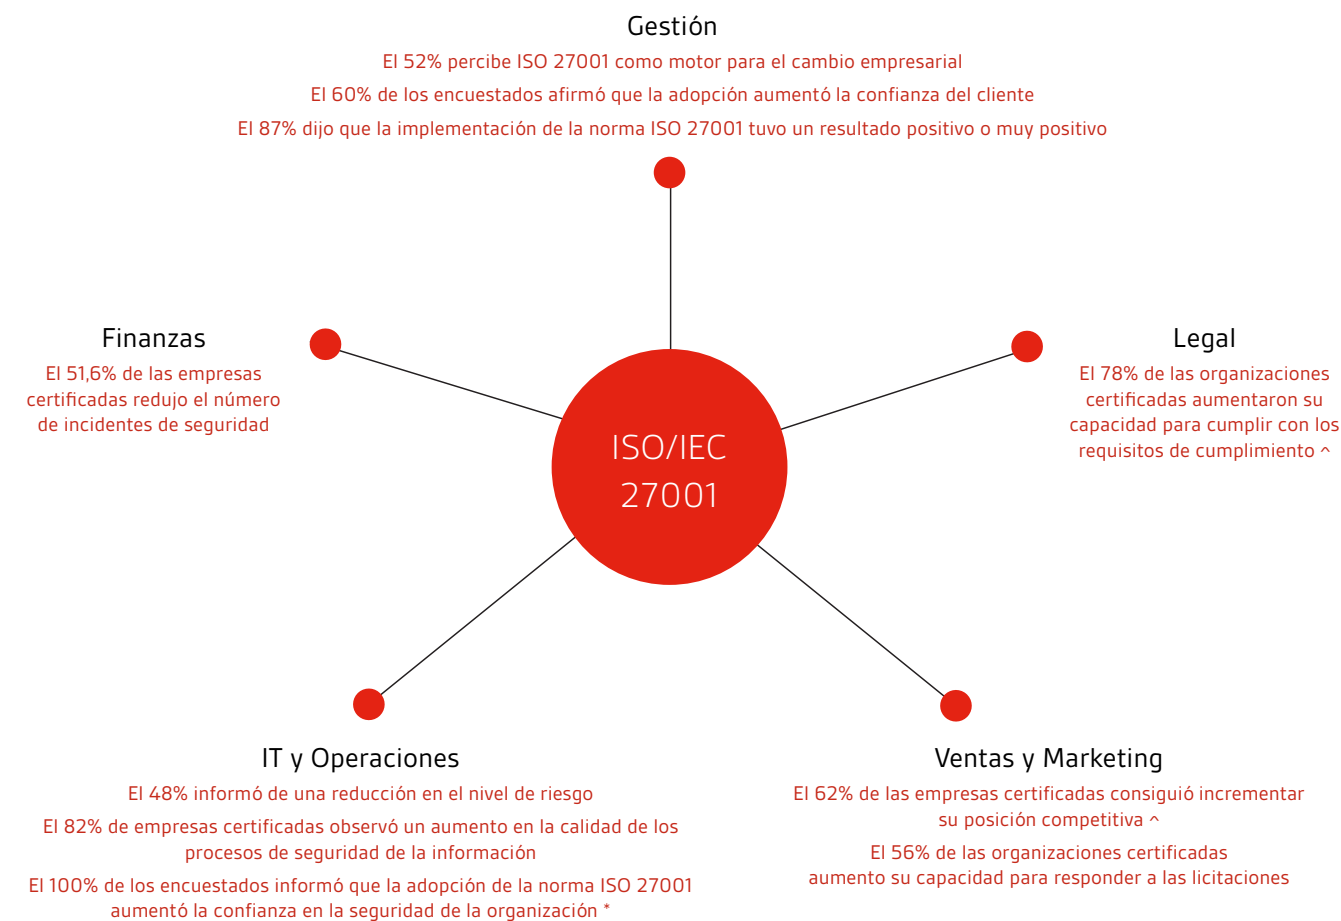 Gestión
El 52% percibe ISO 27001 como motor para el cambio empresarial
El 60% de los encuestados afirmó que la adopción aumentó la confianza del cliente
El 87% dijo que la implementación de la norma ISO 27001 tuvo un resultado positivo o muy positivo
Finanzas
El 51,6% de las empresas
certificadas redujo el número
de incidentes de seguridad
Legal
El 78% de las organizaciones
certificadas aumentaron su
capacidad para cumplir con los
requisitos de cumplimiento ^
ISO/IEC
27001
IT y Operaciones
El 48% informó de una reducción en el nivel de riesgo
El 82% de empresas certificadas observó un aumento en la calidad de los
procesos de seguridad de la información
El 100% de los encuestados informó que la adopción de la norma ISO 27001
aumentó la confianza en la seguridad de la organización *
Ventas y Marketing
El 62% de las empresas certificadas consiguió incrementar
su posición competitiva ^
El 56% de las organizaciones certificadas
aumento su capacidad para responder a las licitaciones